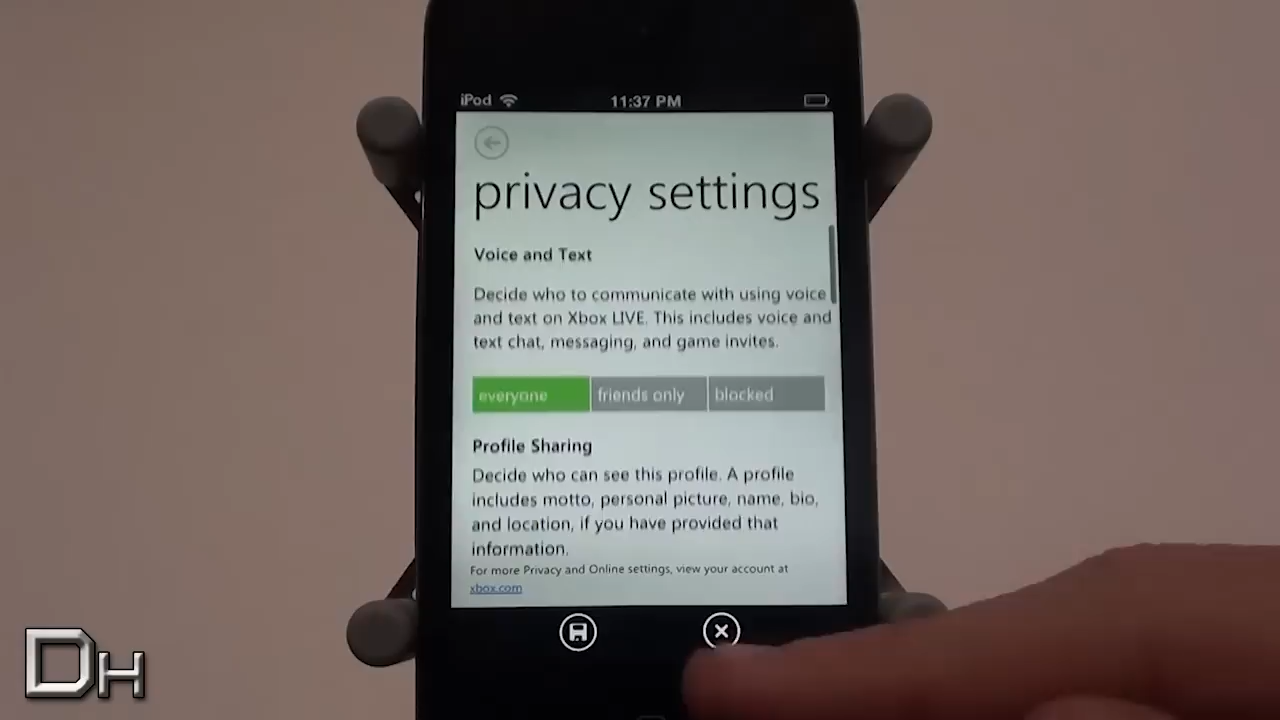 iPod 11:37 PM
privacy settings
Voice and Text
Decide who to communicate with using voice
and text on Xbox LIVE. This includes voice and
text chat, messaging, and game invites.
everyone friends only blocked
Profile Sharing
Decide who can see this profile. A profile
includes motto, personal picture, name, bio,
and location, if you have provided that
information.
For more Privacy and Online settings, view your account at
xbox.com
DH